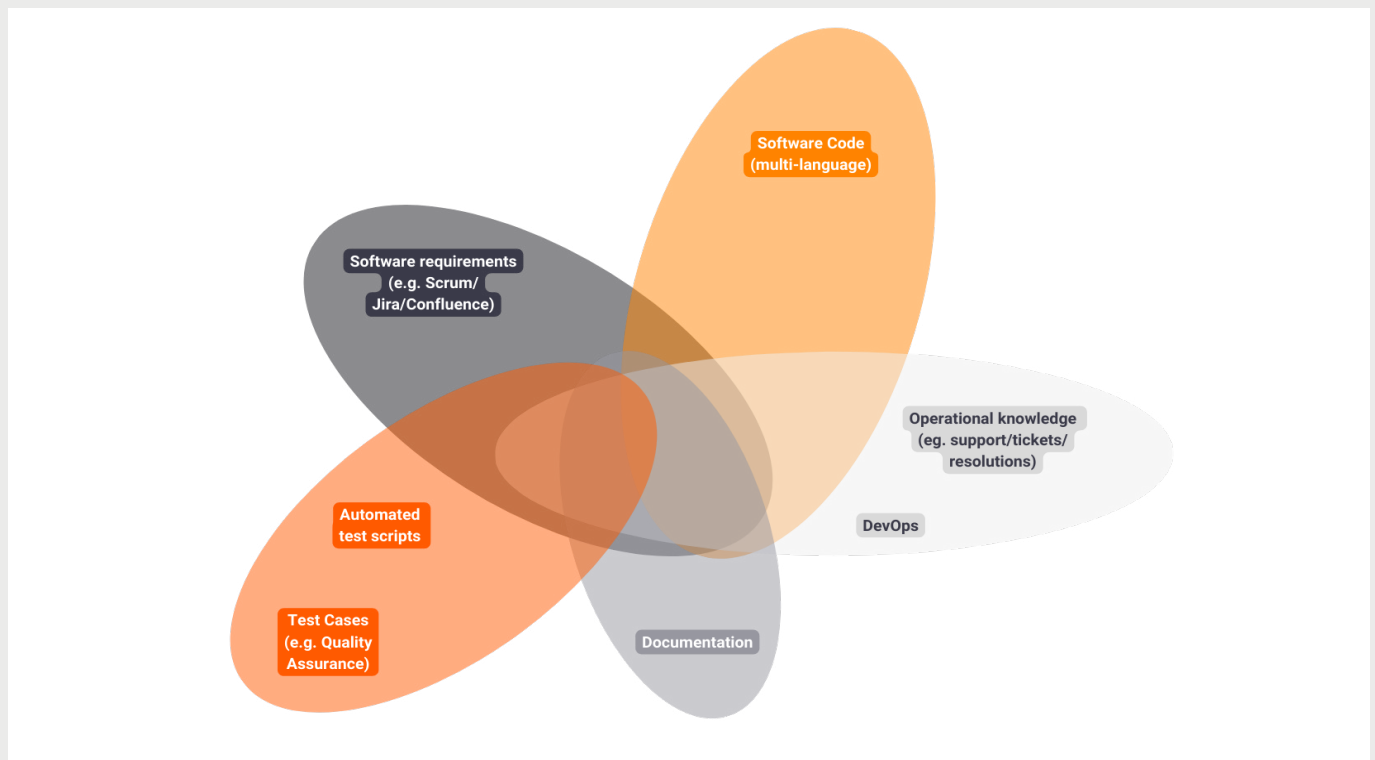 Software Code
(multi-language)
Software requirements
(e.g. Scrum/
Jira/Confluence)
Operational knowledge
(eg. support/tickets/
resolutions)
DevOps
Automated
test scripts
Test Cases
(e.g. Quality
Assurance)
Documentation